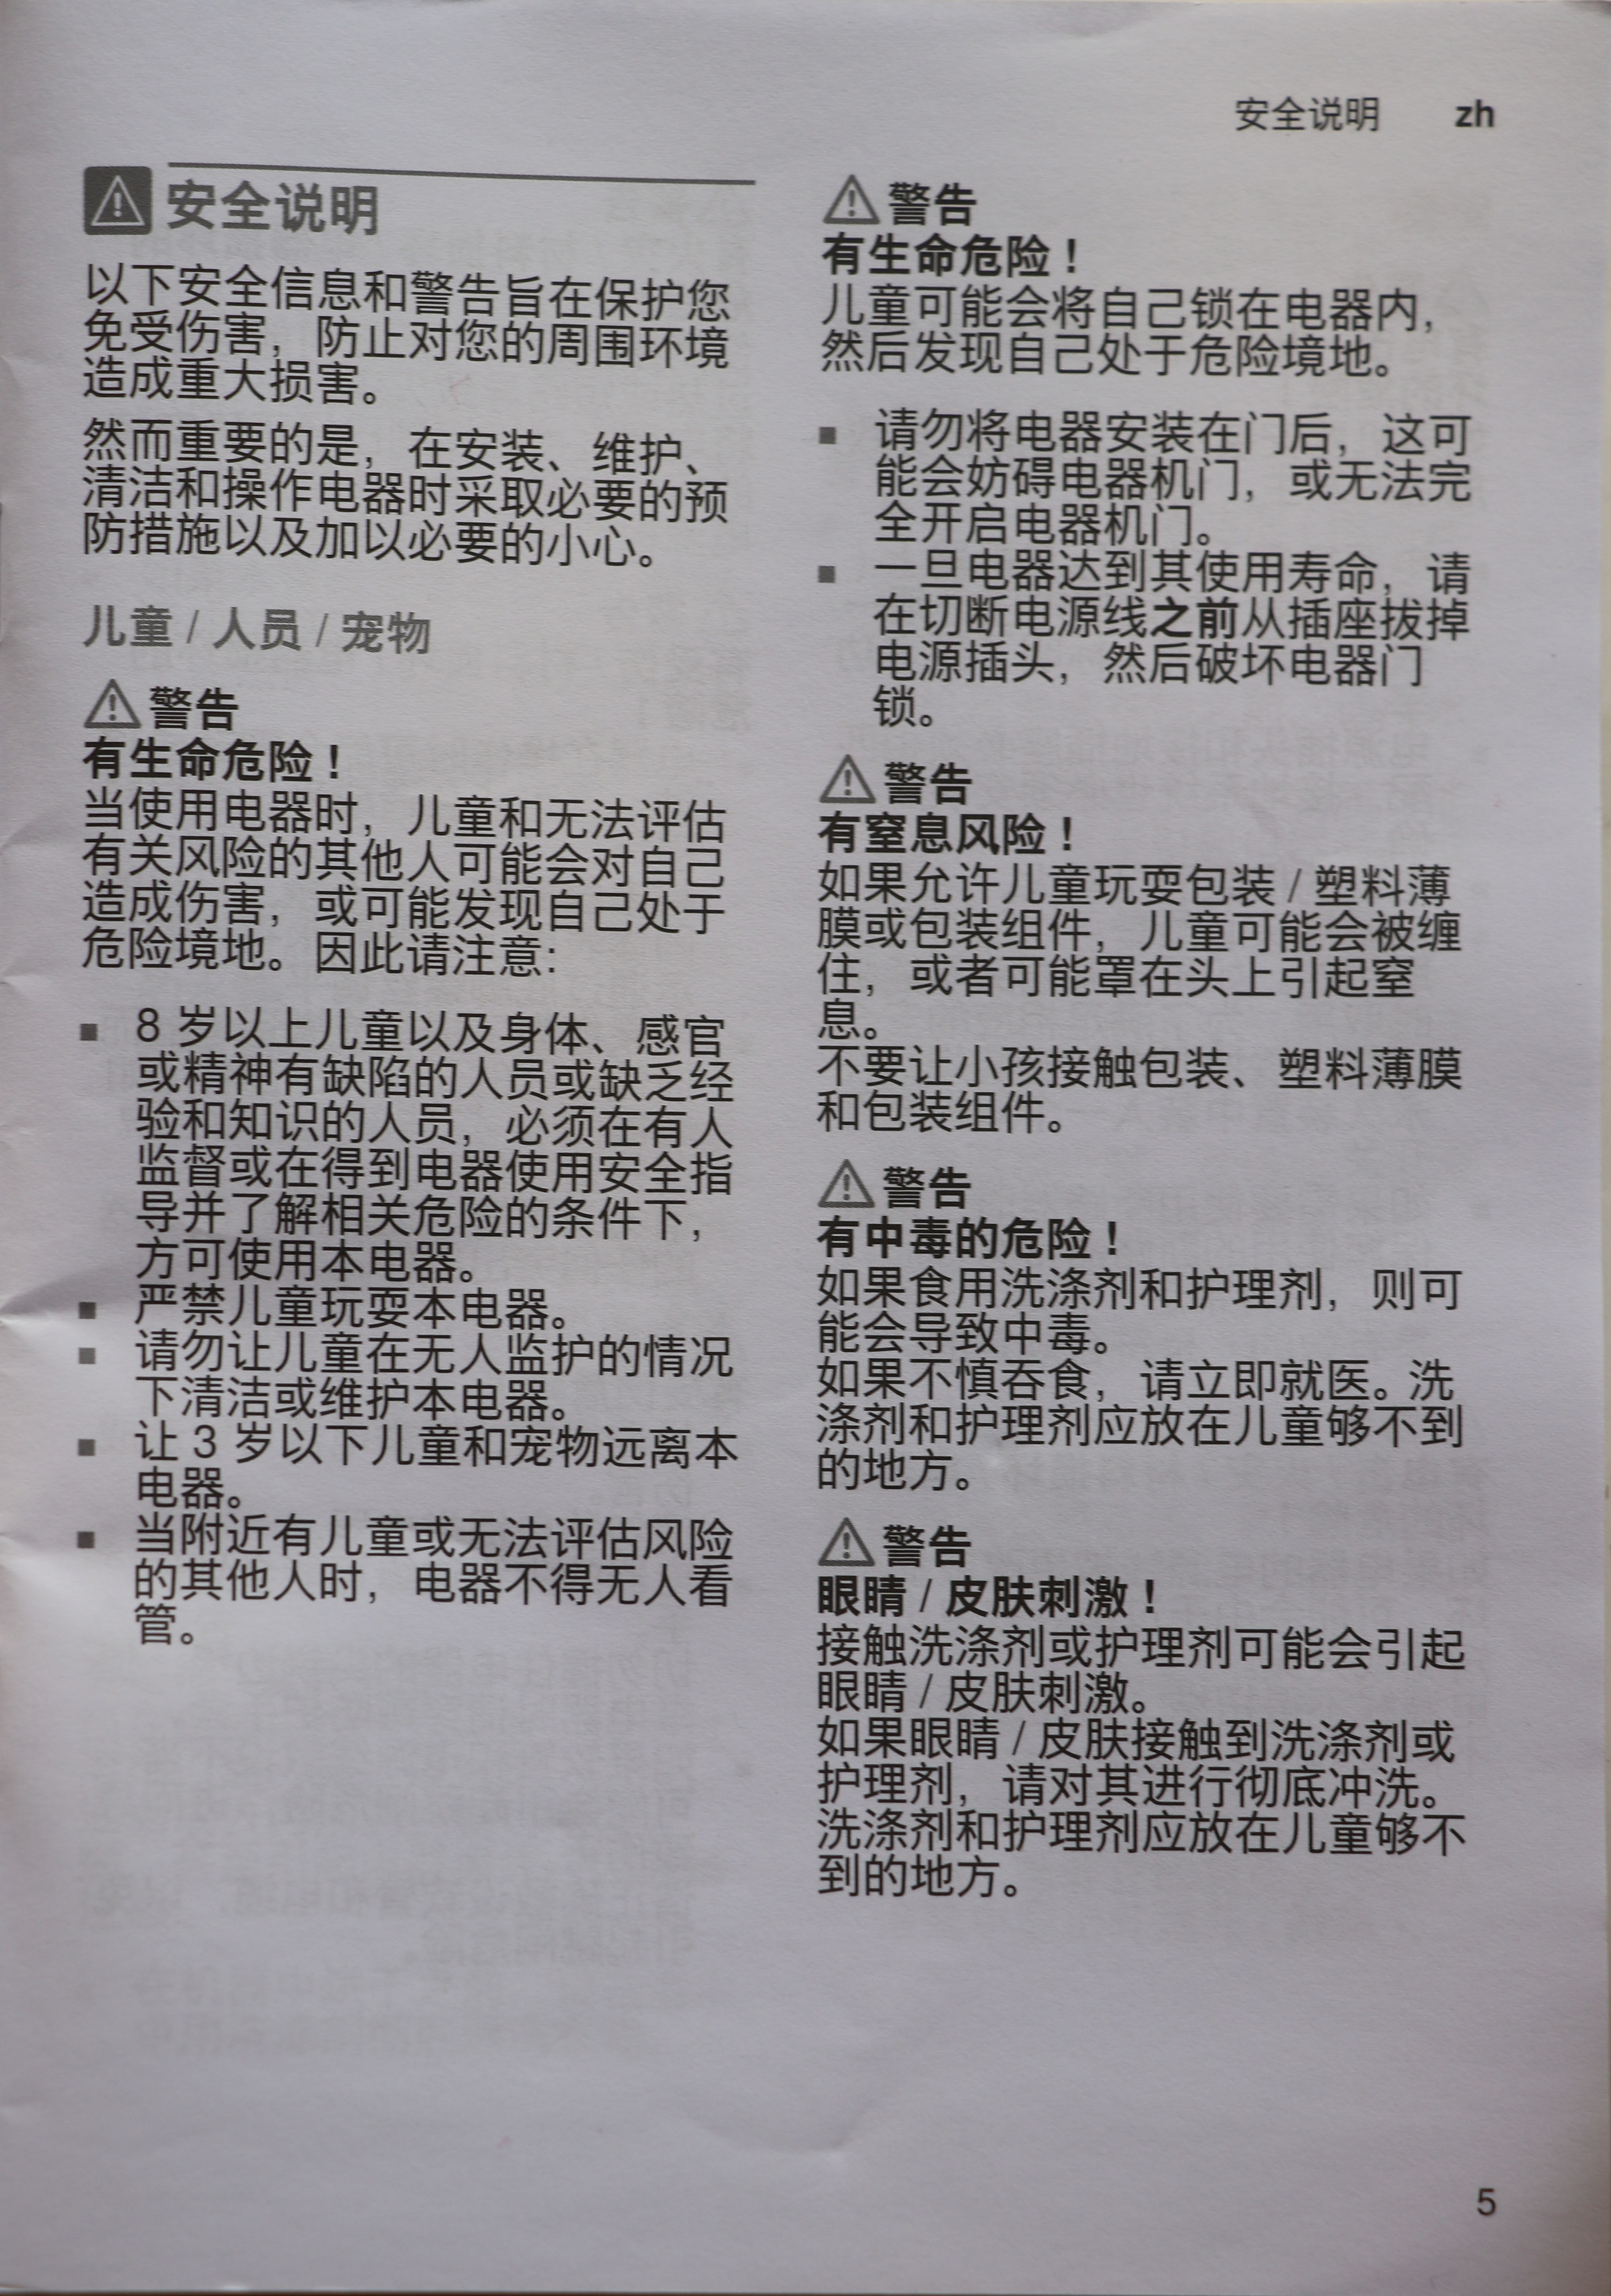 安全说明 zh
安全说明
以下安全信息和警告旨在保护您
免受伤害，防止对您的周围环境
造成重大损害。
然而重要的是，在安装、维护、
清洁和操作电器时采取必要的预
防措施以及加以必要的小心。
儿童 / 人员 / 宠物
警告
有生命危险！
当使用电器时，儿童和无法评估
有关风险的其他人可能会对自己
造成伤害，或可能发现自己处于
危险境地。因此请注意:
■ 8 岁以上儿童以及身体、感官
或精神有缺陷的人员或缺乏经
验和知识的人员，必须在有人
监督或在得到电器使用安全指
导并了解相关危险的条件下，
方可使用本电器。
■ 严禁儿童玩耍本电器。
■ 请勿让儿童在无人监护的情况
下清洁或维护本电器。
■ 让 3 岁以下儿童和宠物远离本
电器。
■ 当附近有儿童或无法评估风险
的其他人时，电器不得无人看
管。
警告
有生命危险！
儿童可能会将自己锁在电器内，
然后发现自己处于危险境地。
■ 请勿将电器安装在门后，这可
能会妨碍电器机门，或无法完
全开启电器机门。
■ 一旦电器达到其使用寿命，请
在切断电源线之前从插座拔掉
电源插头，然后破坏电器门
锁。
警告
有窒息风险！
如果允许儿童玩耍包装 / 塑料薄
膜或包装组件，儿童可能会被缠
住，或者可能罩在头上引起窒
息。
不要让小孩接触包装、塑料薄膜
和包装组件。
警告
有中毒的危险！
如果食用洗涤剂和护理剂，则可
能会导致中毒。
如果不慎吞食，请立即就医。洗
涤剂和护理剂应放在儿童够不到
的地方。
警告
眼睛 / 皮肤刺激！
接触洗涤剂或护理剂可能会引起
眼睛 / 皮肤刺激。
如果眼睛 / 皮肤接触到洗涤剂或
护理剂，请对其进行彻底冲洗。
洗涤剂和护理剂应放在儿童够不
到的地方。
5